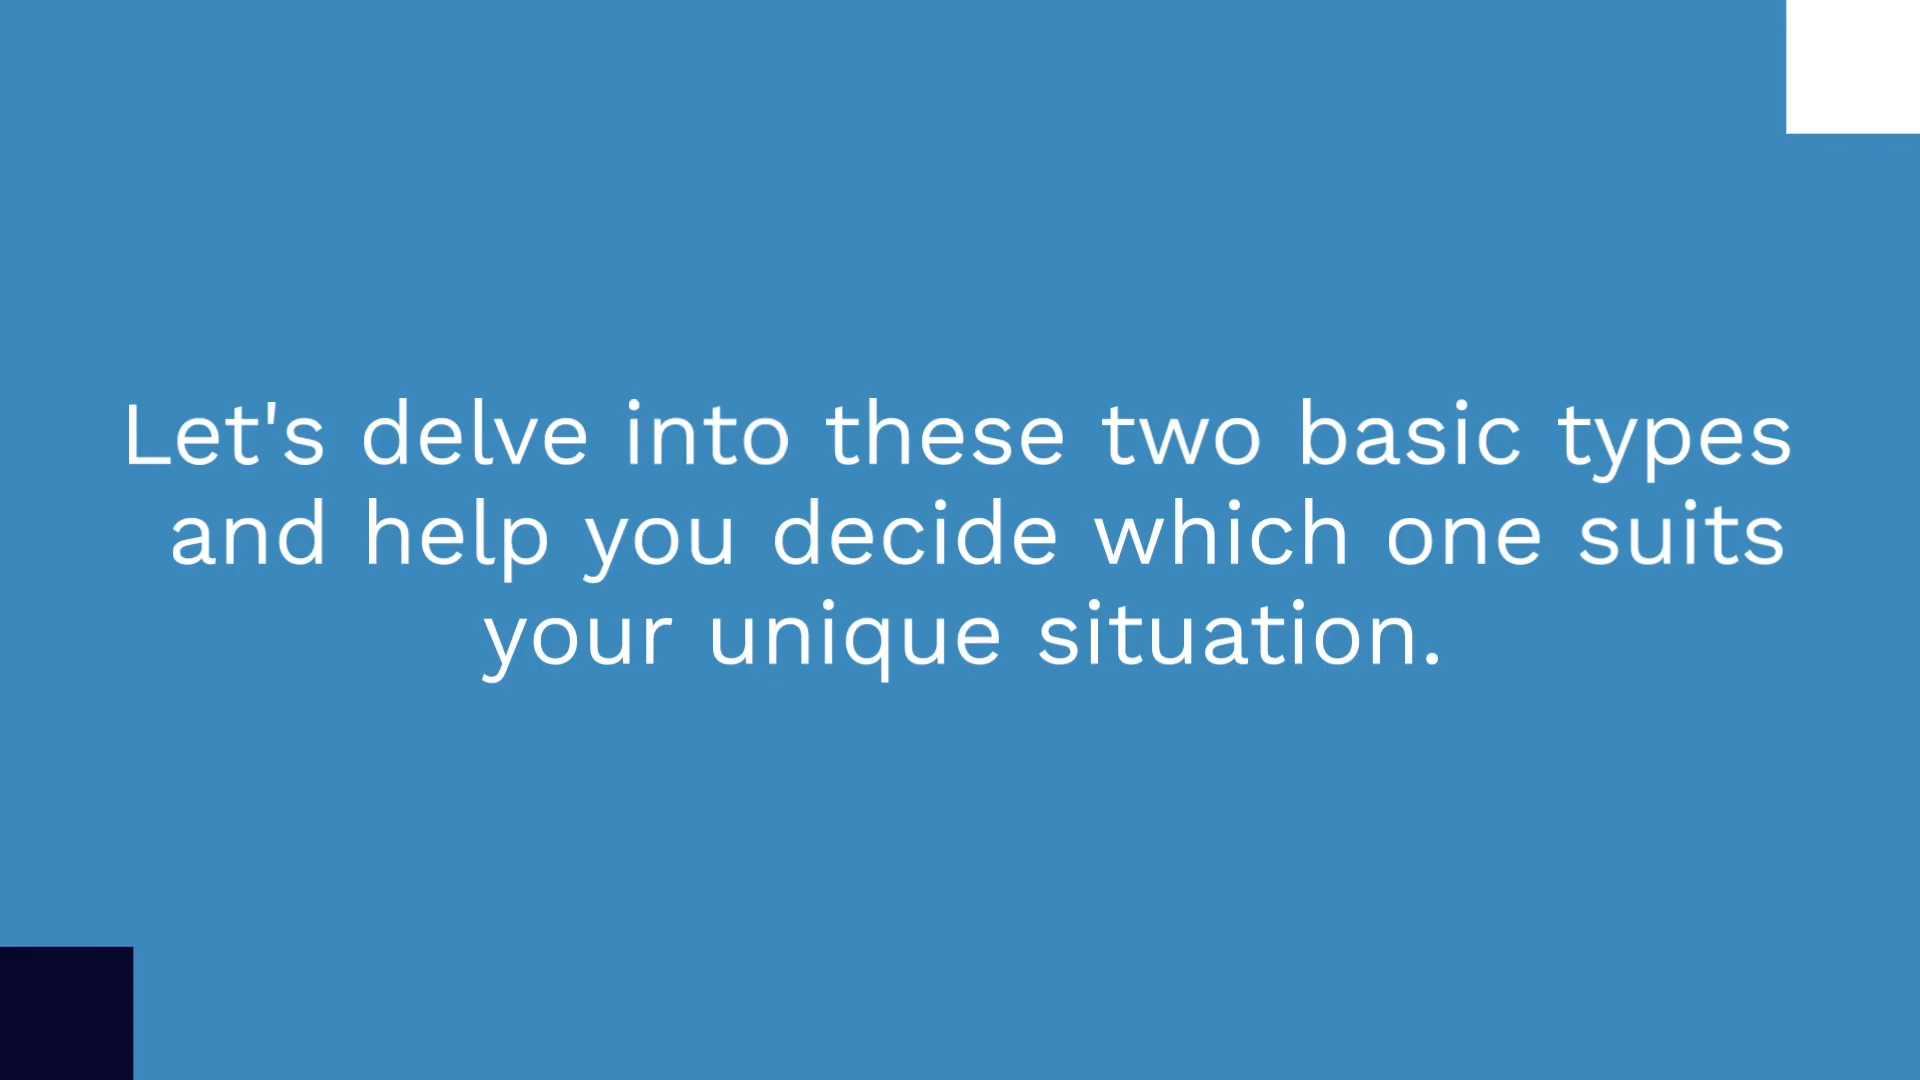 Let's delve into these two basic types
and help you decide which one suits
your unique situation.